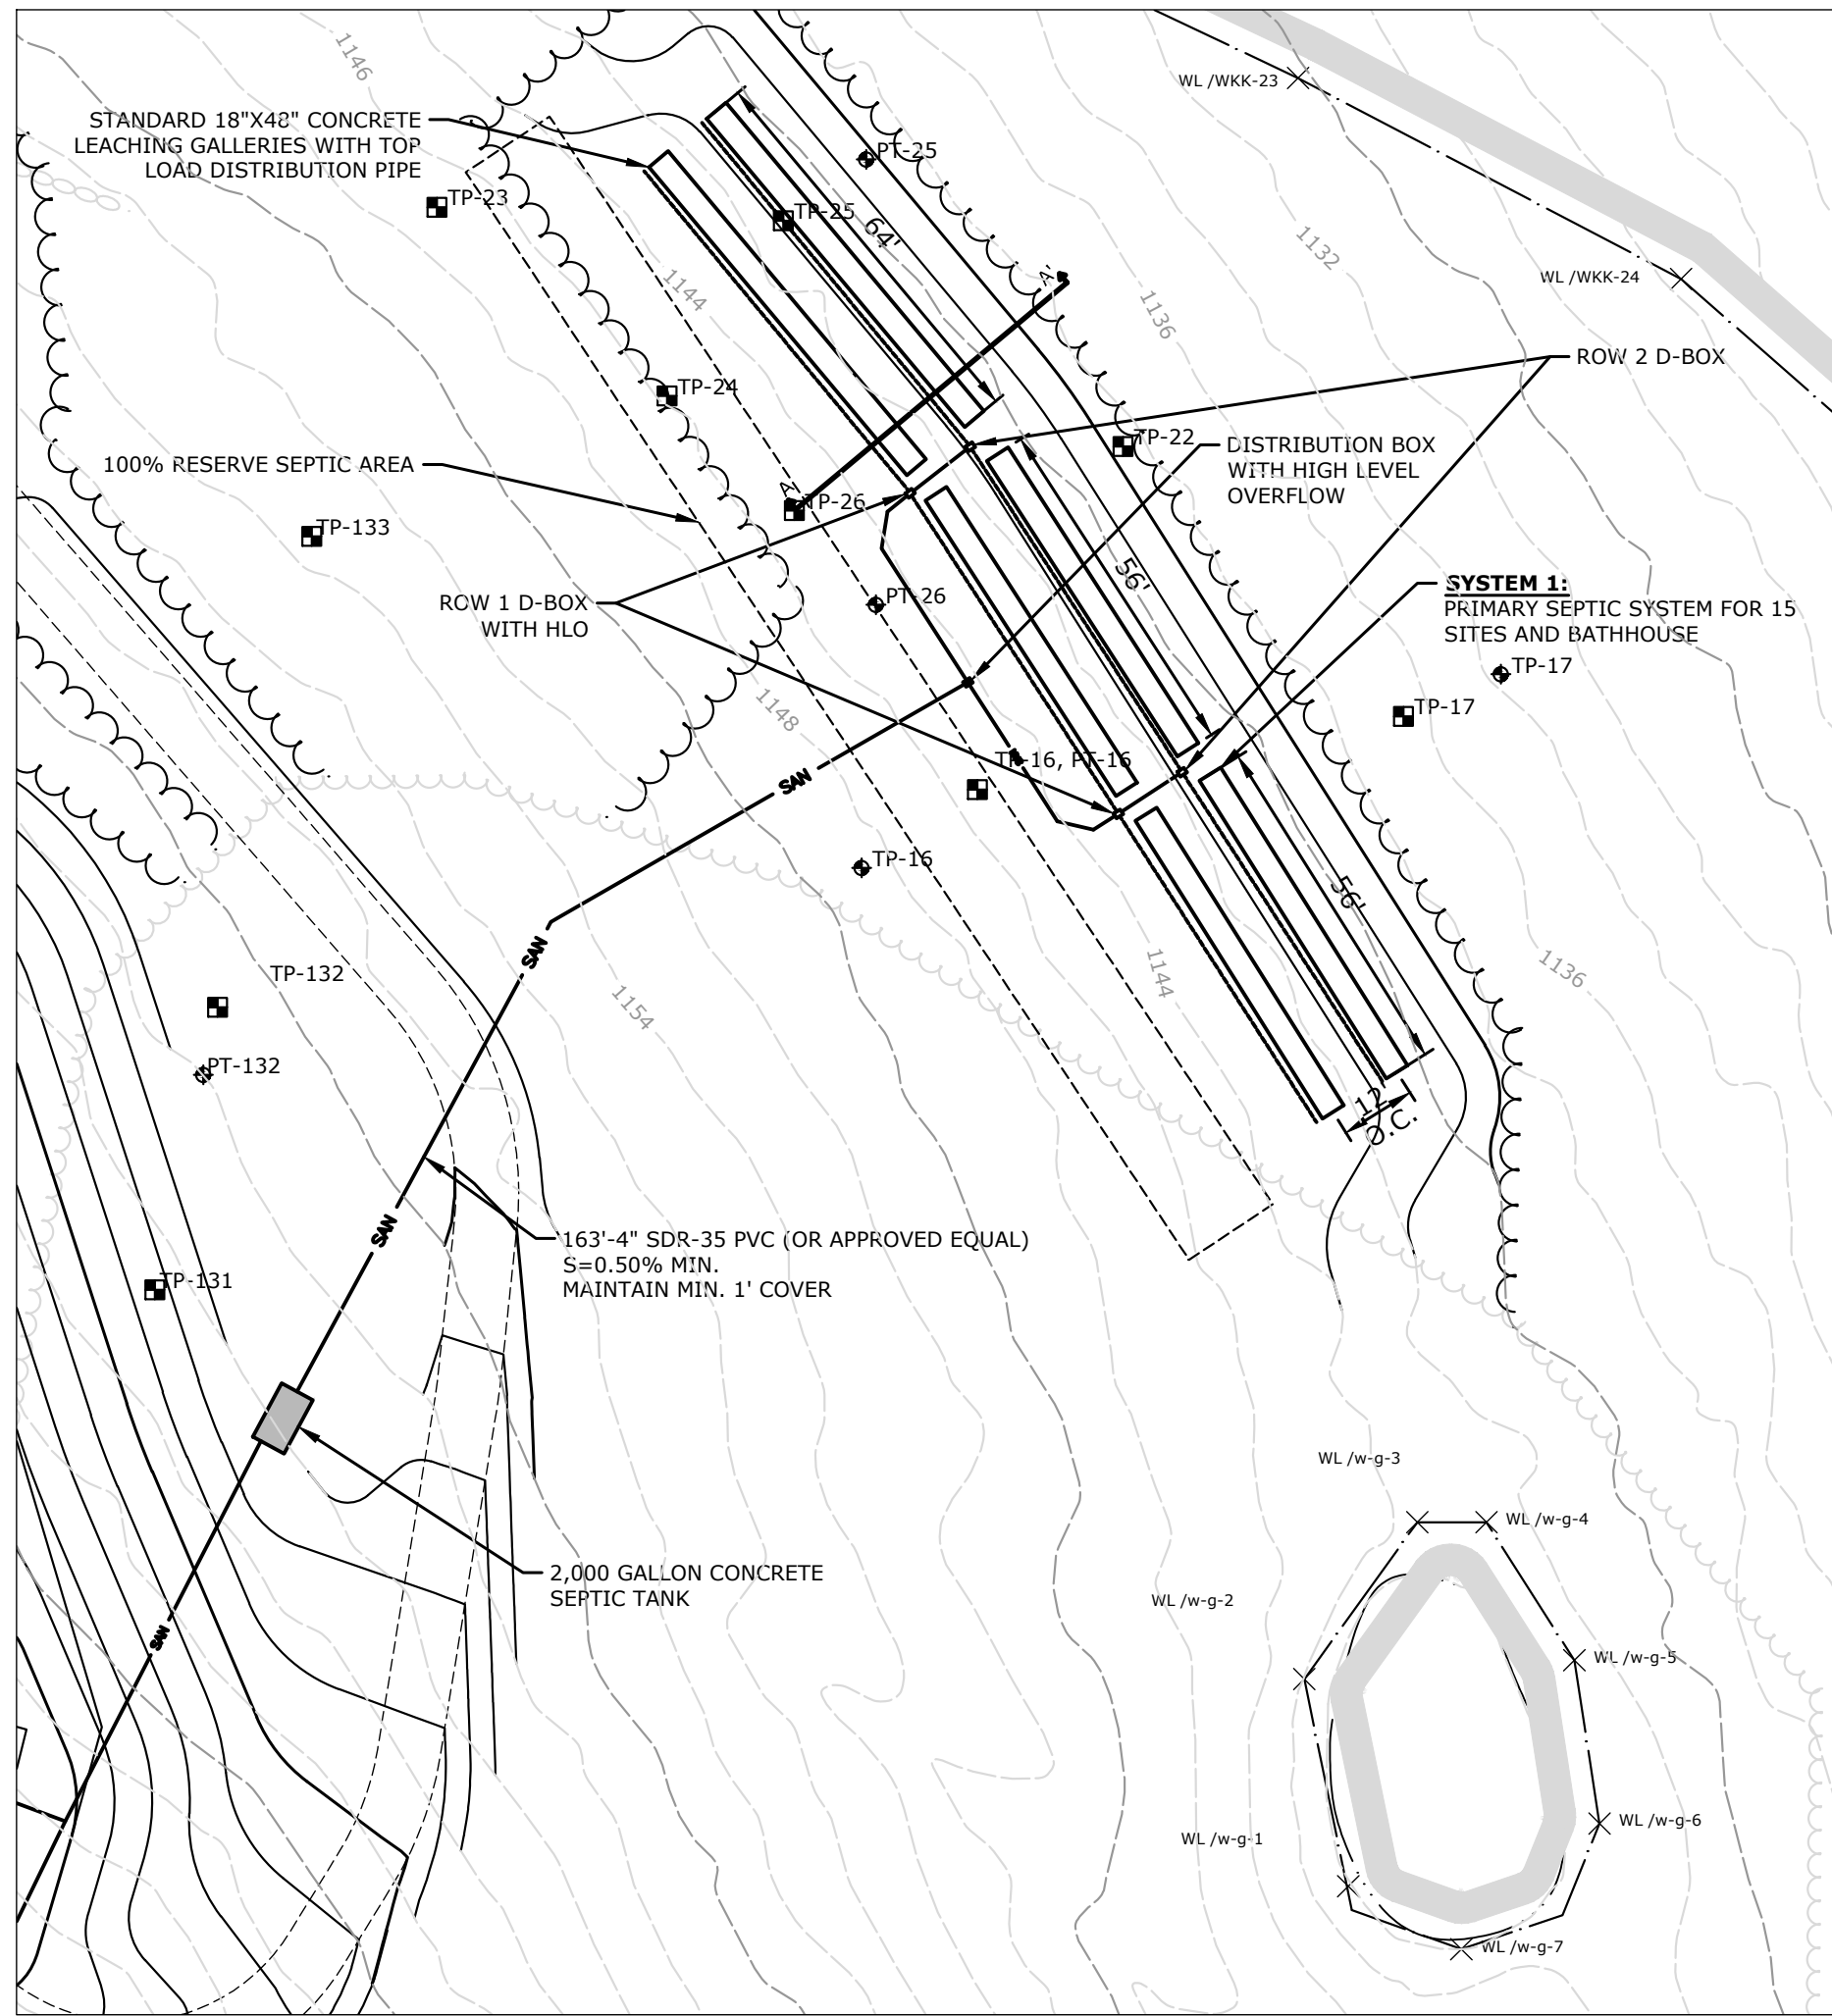 1146
WL /WKK-23
STANDARD 18"X48" CONCRETE
LEACHING GALLERIES WITH TOP
LOAD DISTRIBUTION PIPE
PT-25
TP-23
TP-25
64'
1132
A'
WL /WKK-24
1144
1136
ROW 2 D-BOX
TP-24
TP-22
DISTRIBUTION BOX
WITH HIGH LEVEL
OVERFLOW
100% RESERVE SEPTIC AREA
A
TP-26
TP-133
56'
SYSTEM 1:
PRIMARY SEPTIC SYSTEM FOR 15
SITES AND BATHHOUSE
ROW 1 D-BOX
WITH HLO
PT-26
TP-17
1148
TP-17
TP-16, PT-16
SAN
TP-16
56'
SAN
TP-132
1144
1136
1154
PT-132
12'
O.C.
SAN
163'-4" SDR-35 PVC (OR APPROVED EQUAL)
S=0.50% MIN.
MAINTAIN MIN. 1' COVER
TP-131
WL /w-g-3
WL /w-g-4
2,000 GALLON CONCRETE
SEPTIC TANK
WL /w-g-2
SAN
WL /w-g-5
WL /w-g-6
WL /w-g-1
WL /w-g-7